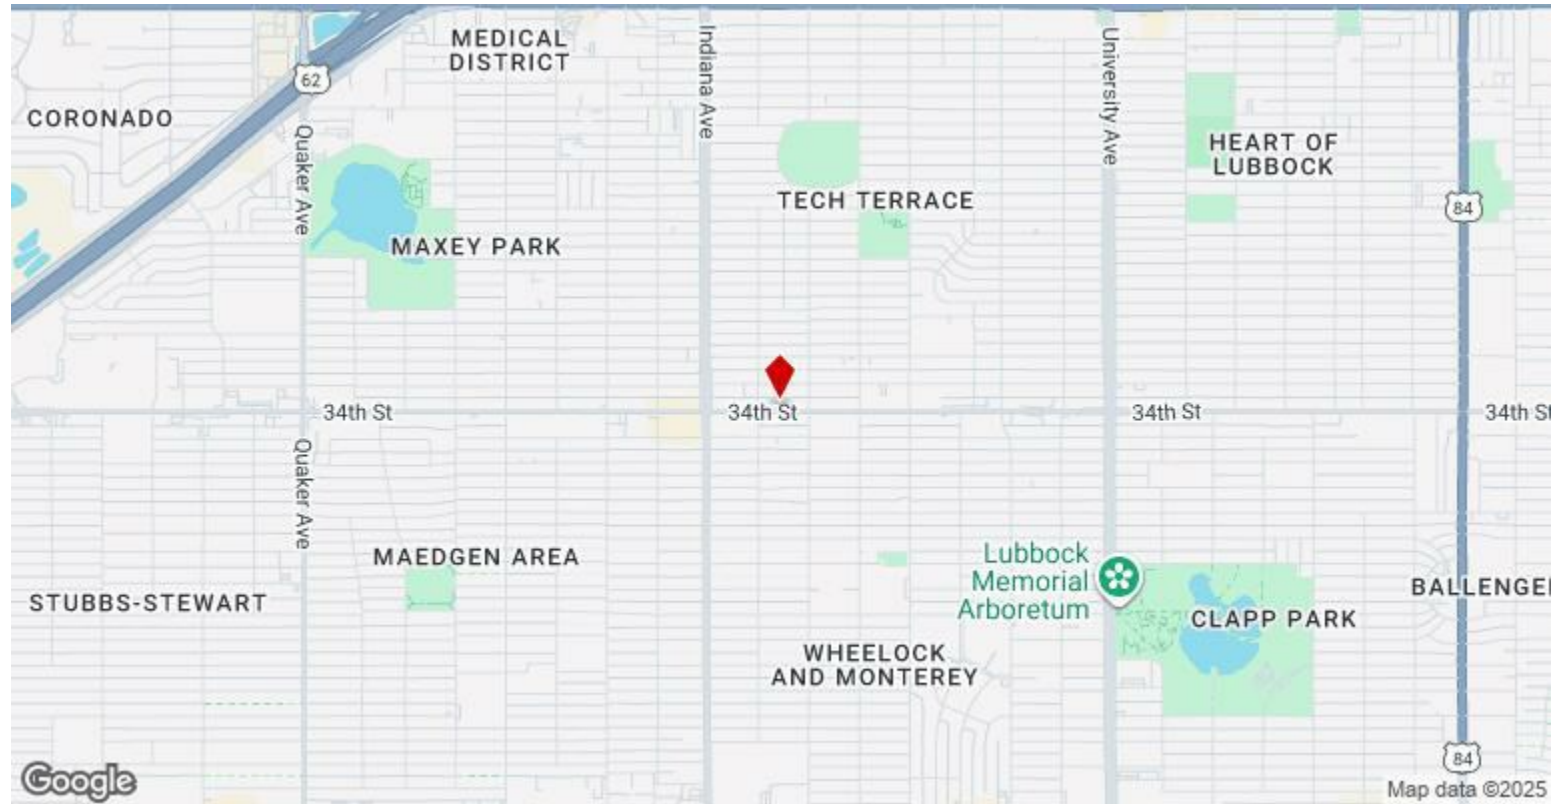 MEDICAL
DISTRICT
62
CORONADO
Quaker Ave
Indiana Ave
University Ave
HEART OF
LUBBOCK
TECH TERRACE
84
MAXEY PARK
34th St
34th St
34th St
34th St
Quaker Ave
MAEDGEN AREA
STUBBS-STEWART
Lubbock
Memorial
Arboretum
CLAPP PARK
BALLENGE
WHEELOCK
AND MONTEREY
84
Google
Map data ©2025